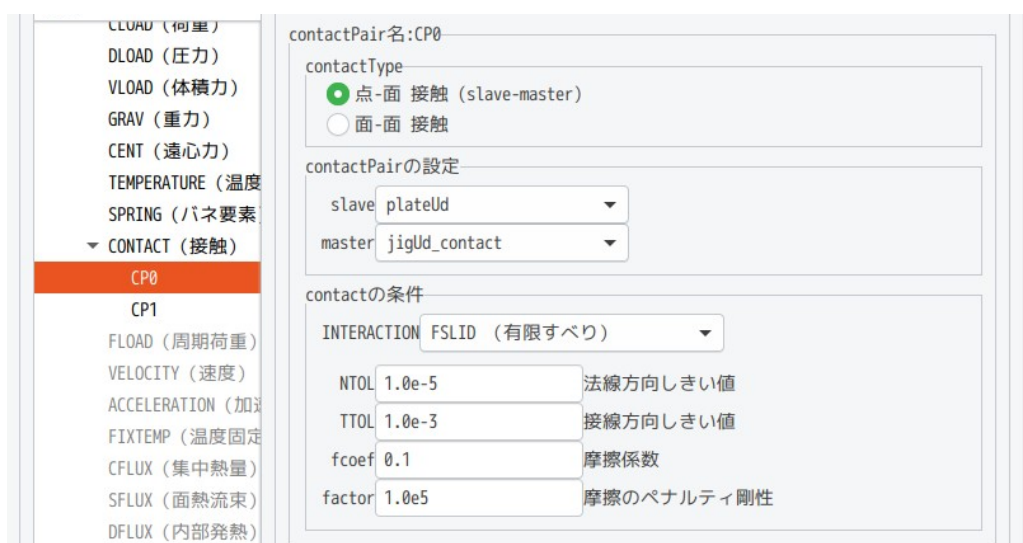 CLOAD (荷重)
DLOAD (圧力)
VLOAD (体積力)
GRAV (重力)
CENT (遠心力)
TEMPERATURE (温度
SPRING (バネ要素
CONTACT (接触)
CP0
CP1
FLOAD (周期荷重)
VELOCITY (速度)
ACCELERATION (加速
FIXTEMP (温度固定
CFLUX (集中熱量)
SFLUX (面熱流束)
DFLUX (内部発熱)
contactPair名:CP0
contactType
点-面 接触 (slave-master)
面-面 接触
contactPairの設定
slave plateUd
master jigUd_contact
contactの条件
INTERACTION FSLID (有限すべり)
NTOL 1.0e-5 法線方向しきい値
TTOL 1.0e-3 接線方向しきい値
fcoef 0.1 摩擦係数
factor 1.0e5 摩擦のペナルティ剛性